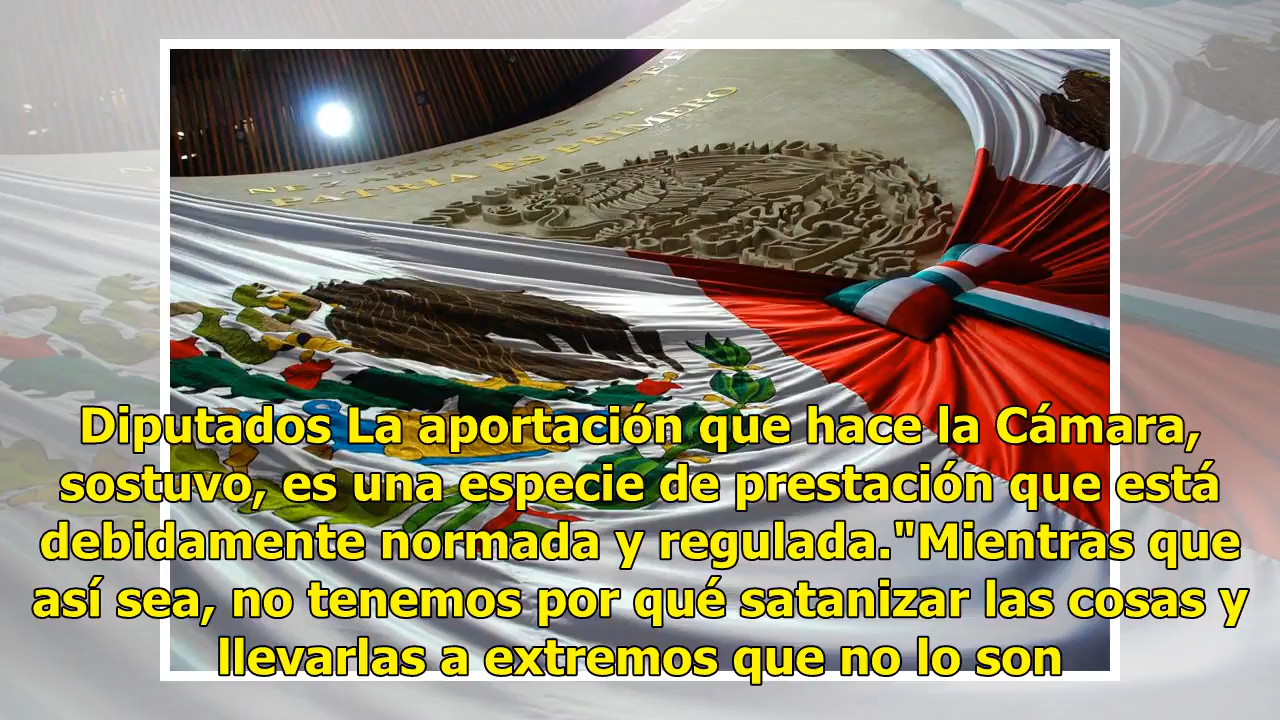 LA PATRIA ES PRIMERO
Diputados La aportación que hace la Cámara,
sostuvo, es una especie de prestación que está
debidamente normada y regulada."Mientras que
así sea, no tenemos por qué satanizar las cosas y
llevarlas a extremos que no lo son